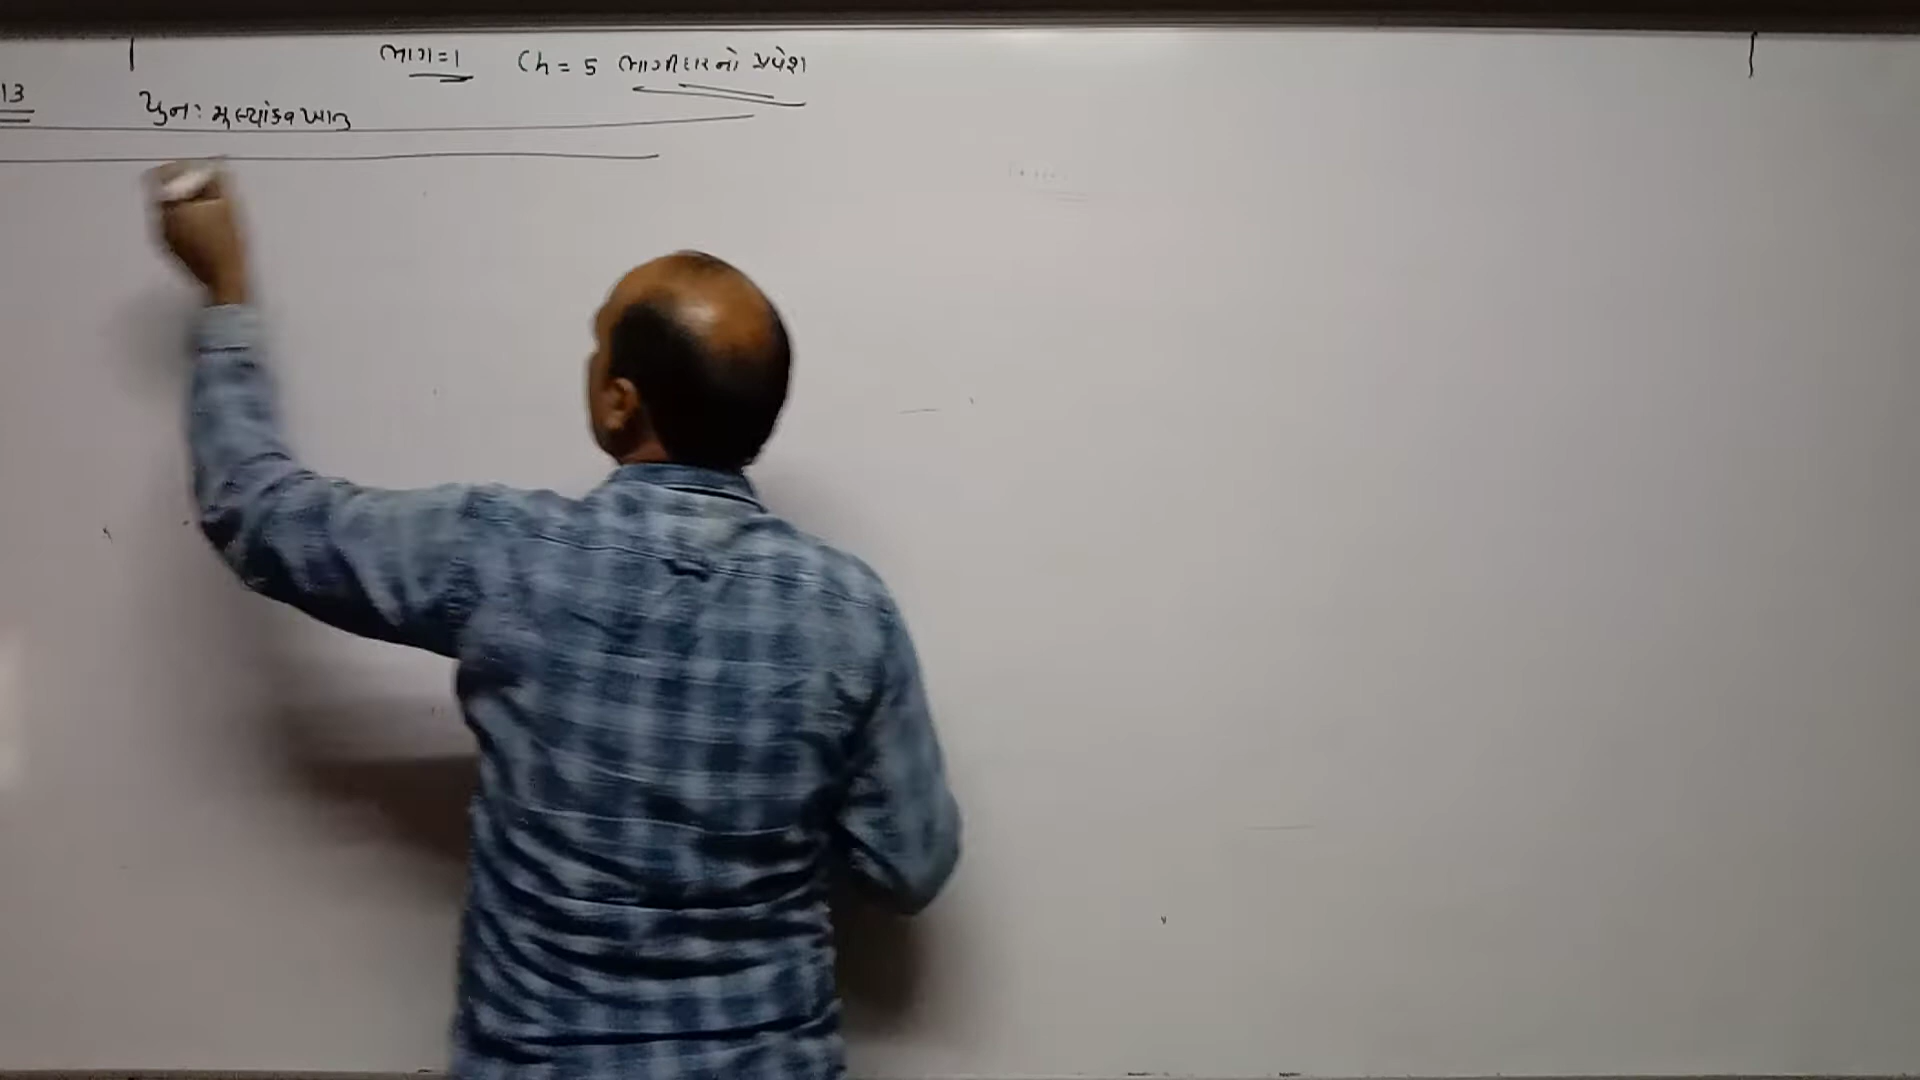 ભાગ=1 Ch = 5 ભાગીદારનો પ્રવેશ
13 પુનઃ મૂલ્યાંકન ખાતુ